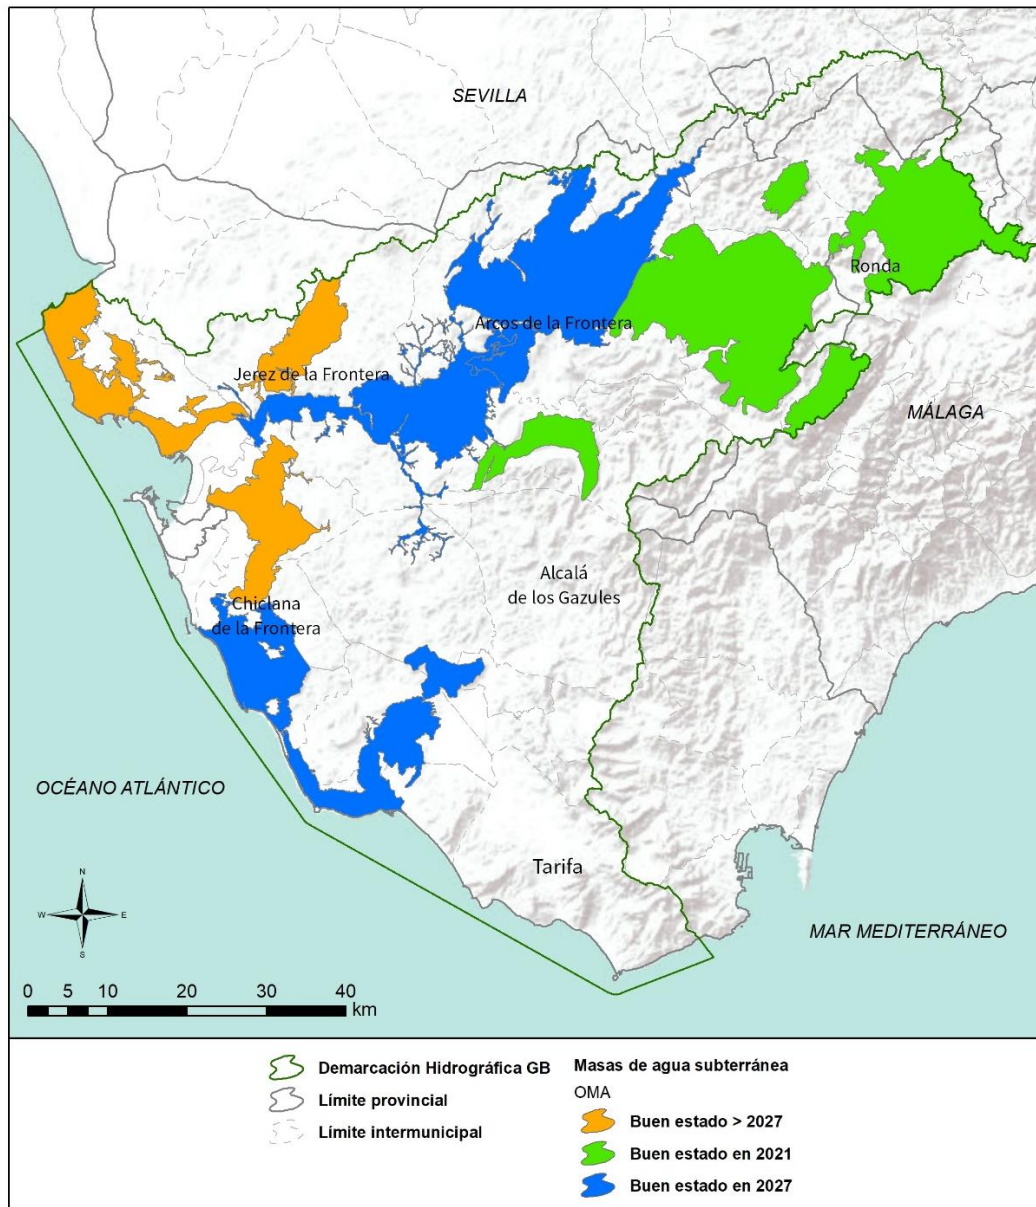 SEVILLA
Ronda
Arcos de la Frontera
Jerez de la Frontera
MÁLAGA
Alcalá
de los Gazules
Chiclana
de la Frontera
OCÉANO ATLÁNTICO
Tarifa
N
W
E
S
MAR MEDITERRÁNEO
0 5 10 20 30 40
km
Demarcación Hidrográfica GB
Límite provincial
Límite intermunicipal
Masas de agua subterránea
OMA
Buen estado > 2027
Buen estado en 2021
Buen estado en 2027